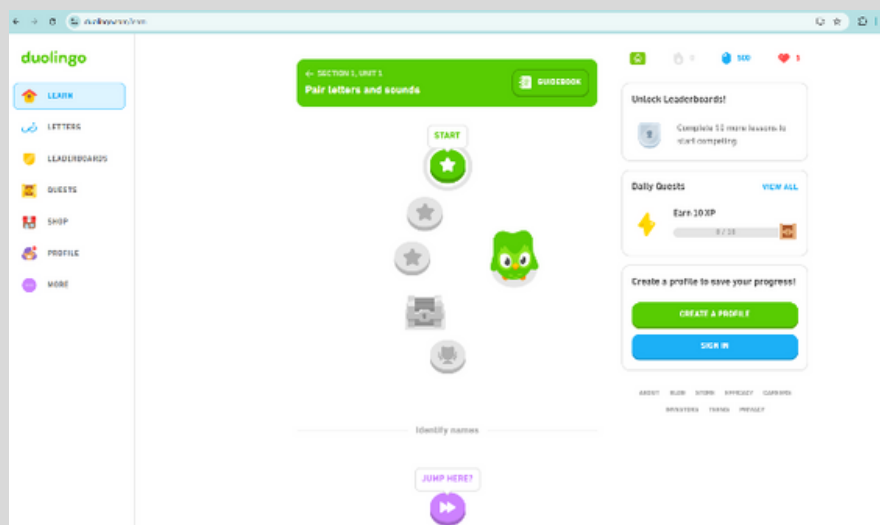 duolingo
LEARN
LETTERS
LEADERBOARDS
QUESTS
SHOP
PROFILE
MORE
← SECTION 1, UNIT 1
Pair letters and sounds
GUIDEBOOK
START
Identify names
JUMP HERE?
500
Unlock Leaderboards!
Complete 10 more lessons to
start competing
Daily Quests
VIEW ALL
Earn 10 XP
0 / 10
Create a profile to save your progress!
CREATE A PROFILE
SIGN IN
ABOUT BLOG STORE EFFICACY CAREERS
INVESTORS TERMS PRIVACY